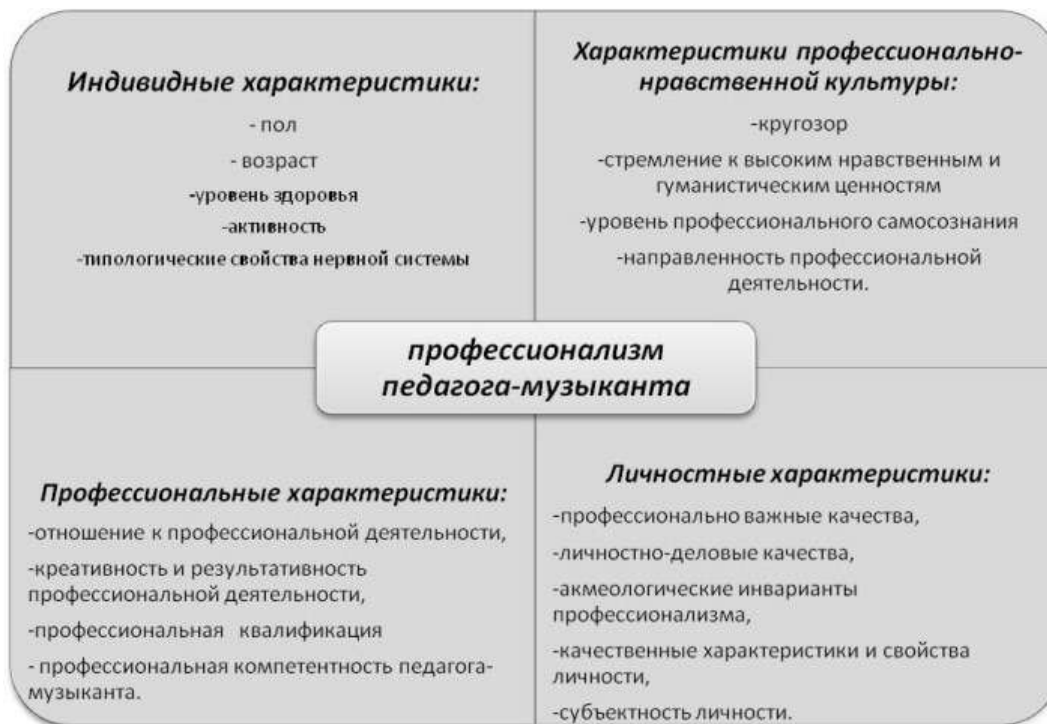 Индивидные характеристики:
- пол
- возраст
-уровень здоровья
-активность
-типологические свойства нервной системы
Характеристики профессионально-
нравственной культуры:
-кругозор
-стремление к высоким нравственным и
гуманистическим ценностям
-уровень профессионального самосознания
-направленность профессиональной
деятельности.
профессионализм
педагога-музыканта
Профессиональные характеристики:
-отношение к профессиональной деятельности,
-креативность и результативность
профессиональной деятельности,
-профессиональная квалификация
- профессиональная компетентность педагога-
музыканта.
Личностные характеристики:
-профессионально важные качества,
-личностно-деловые качества,
-акмеологические инварианты
профессионализма,
-качественные характеристики и свойства
личности,
-субъектность личности.